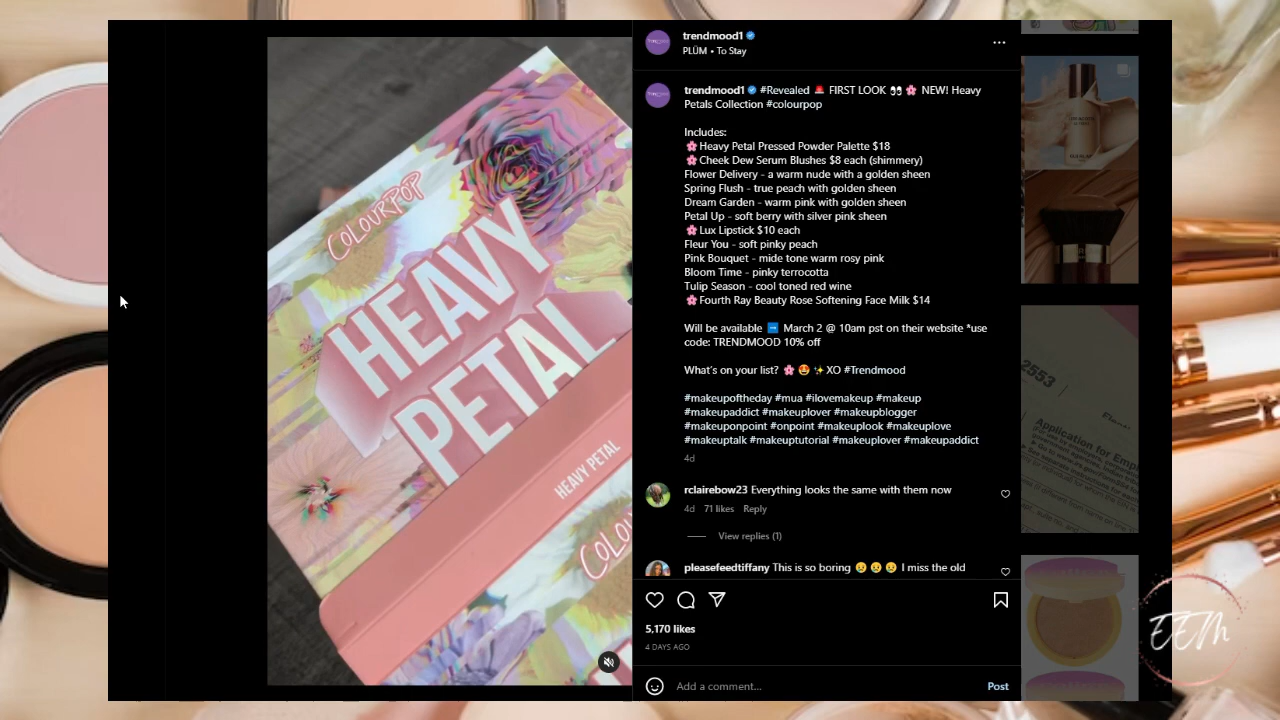 trendmood1
PLÜM • To Stay
COLOURPOP
HEAVY
PETAL
HEAVY PETAL
COLOU
trendmood1 #Revealed 🚨 FIRST LOOK 👀 🌸 NEW! Heavy
Petals Collection #colourpop
Includes:
🌸Heavy Petal Pressed Powder Palette $18
🌸Cheek Dew Serum Blushes $8 each (shimmery)
Flower Delivery - a warm nude with a golden sheen
Spring Flush - true peach with golden sheen
Dream Garden - warm pink with golden sheen
Petal Up - soft berry with silver pink sheen
🌸Lux Lipstick $10 each
Fleur You - soft pinky peach
Pink Bouquet - mide tone warm rosy pink
Bloom Time - pinky terrocotta
Tulip Season - cool toned red wine
🌸Fourth Ray Beauty Rose Softening Face Milk $14
Will be available ➡️ March 2 @ 10am pst on their website *use
code: TRENDMOOD 10% off
What's on your list? 🌸 🤩 ✨XO #Trendmood
#makeupoftheday #mua #ilovemakeup #makeup
#makeupaddict #makeuplover #makeupblogger
#makeuponpoint #onpoint #makeuplook #makeuplove
#makeuptalk #makeuptutorial #makeuplover #makeupaddict
4d
rclairebow23 Everything looks the same with them now
4d 71 likes Reply
View replies (1)
pleasefeedtiffany This is so boring 😣 😣 😣 I miss the old
5,170 likes
4 DAYS AGO
Add a comment...
Post
2553
Application for Empl
EEM